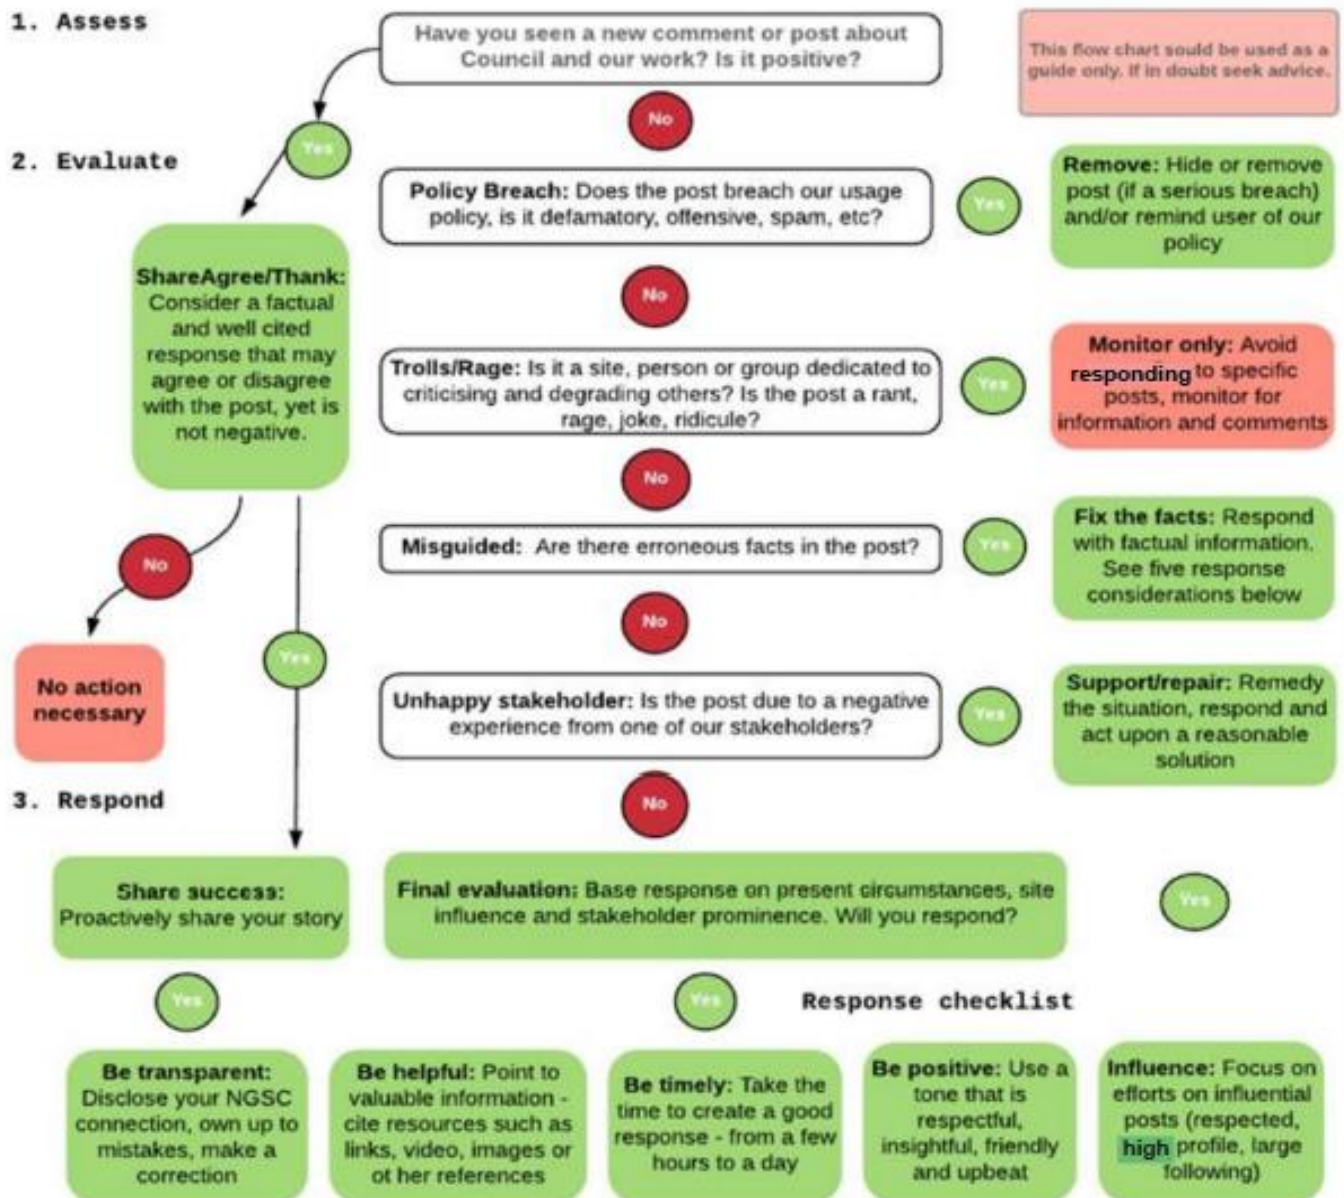 1. Assess
Have you seen a new comment or post about
Council and our work? Is it positive?
This flow chart sould be used as a
guide only. If in doubt seek advice.
No
Yes
2. Evaluate
Policy Breach: Does the post breach our usage
policy, is it defamatory, offensive, spam, etc?
Yes
Remove: Hide or remove
post (if a serious breach)
and/or remind user of our
policy
ShareAgree/Thank:
Consider a factual
and well cited
response that may
agree or disagree
with the post, yet is
not negative.
No
Trolls/Rage: Is it a site, person or group dedicated to
criticising and degrading others? Is the post a rant,
rage, joke, ridicule?
Yes
Monitor only: Avoid
responding to specific
posts, monitor for
information and comments
No
Misguided: Are there erroneous facts in the post?
Yes
Fix the facts: Respond
with factual information.
See five response
considerations below
No
No
Yes
No action
necessary
Unhappy stakeholder: Is the post due to a negative
experience from one of our stakeholders?
Yes
Support/repair: Remedy
the situation, respond and
act upon a reasonable
solution
3. Respond
No
Share success:
Proactively share your story
Final evaluation: Base response on present circumstances, site
influence and stakeholder prominence. Will you respond?
Yes
Yes
Yes
Response checklist
Be transparent:
Disclose your NGSC
connection, own up to
mistakes, make a
correction
Be helpful: Point to
valuable information -
cite resources such as
links, video, images or
ot her references
Be timely: Take the
time to create a good
response - from a few
hours to a day
Be positive: Use a
tone that is
respectful,
insightful, friendly
and upbeat
Influence: Focus on
efforts on influential
posts (respected,
high profile, large
following)